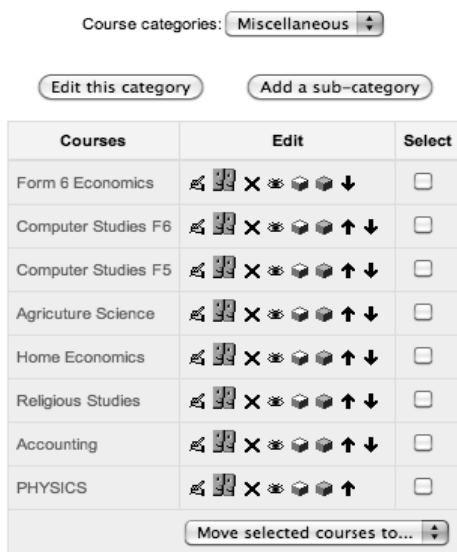 Course categories: Miscellaneous
Edit this category Add a sub-category
Courses Edit Select
Form 6 Economics
Computer Studies F6
Computer Studies F5
Agricuture Science
Home Economics
Religious Studies
Accounting
PHYSICS
Move selected courses to...